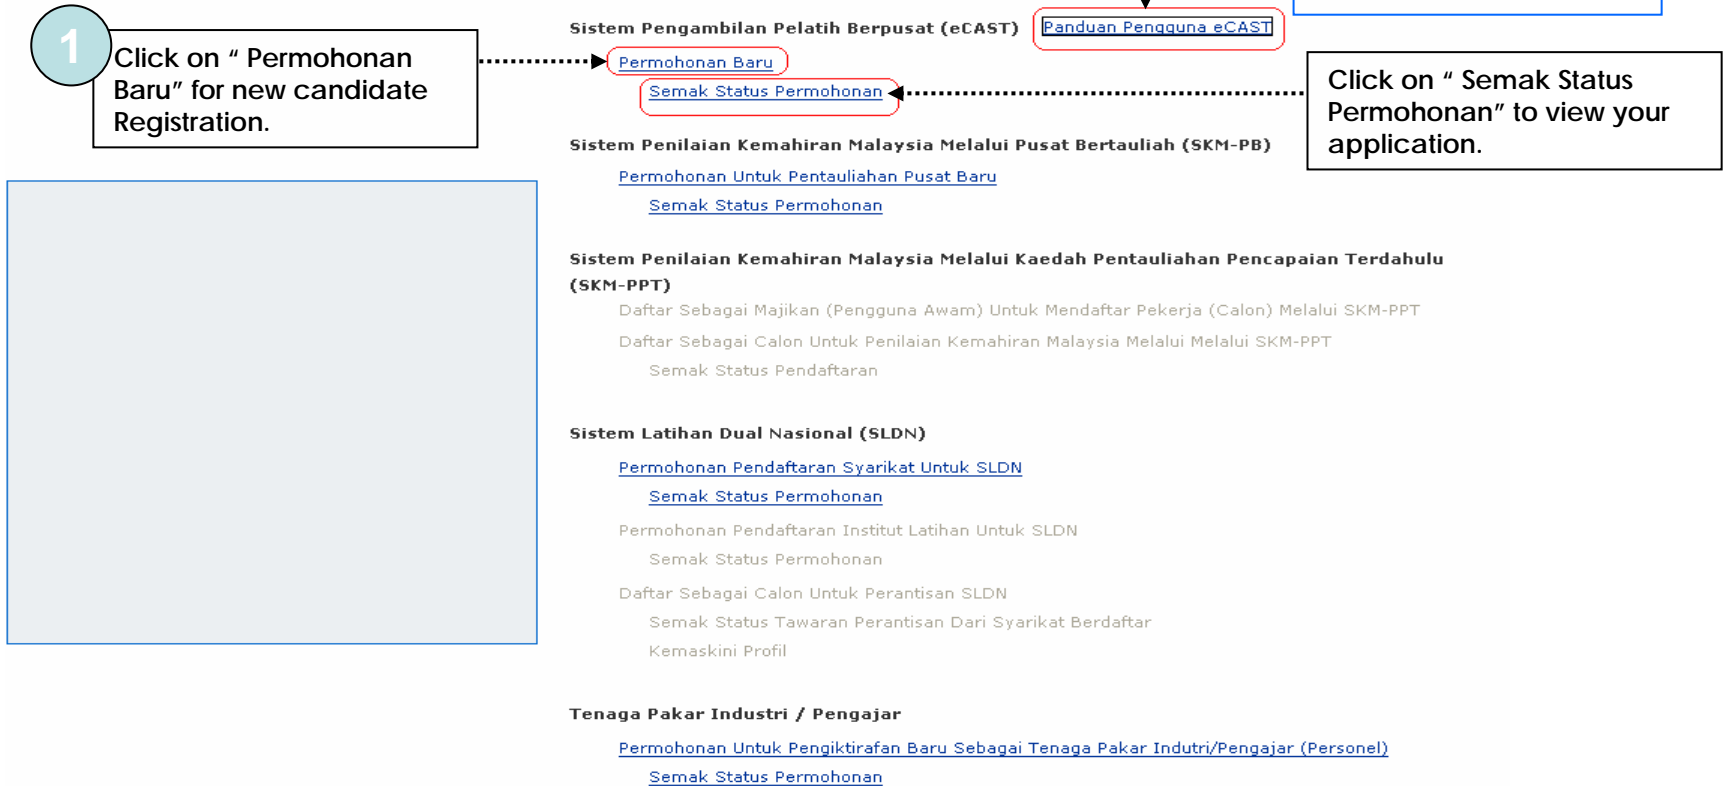 Sistem Pengambilan Pelatih Berpusat (eCAST) Panduan Pengguna eCAST
1
Click on “ Permohonan
Baru” for new candidate
Registration.
Permohonan Baru
Semak Status Permohonan
Click on “ Semak Status
Permohonan” to view your
application.
Sistem Penilaian Kemahiran Malaysia Melalui Pusat Bertauliah (SKM-PB)
Permohonan Untuk Pentauliahan Pusat Baru
Semak Status Permohonan
Sistem Penilaian Kemahiran Malaysia Melalui Kaedah Pentauliahan Pencapaian Terdahulu
(SKM-PPT)
Daftar Sebagai Majikan (Pengguna Awam) Untuk Mendaftar Pekerja (Calon) Melalui SKM-PPT
Daftar Sebagai Calon Untuk Penilaian Kemahiran Malaysia Melalui Melalui SKM-PPT
Semak Status Pendaftaran
Sistem Latihan Dual Nasional (SLDN)
Permohonan Pendaftaran Syarikat Untuk SLDN
Semak Status Permohonan
Permohonan Pendaftaran Institut Latihan Untuk SLDN
Semak Status Permohonan
Daftar Sebagai Calon Untuk Perantisan SLDN
Semak Status Tawaran Perantisan Dari Syarikat Berdaftar
Kemaskini Profil
Tenaga Pakar Industri / Pengajar
Permohonan Untuk Pengiktirafan Baru Sebagai Tenaga Pakar Indutri/Pengajar (Personel)
Semak Status Permohonan